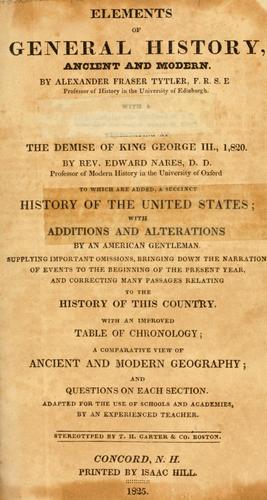 ELEMENTS
OF
GENERAL HISTORY,
ANCIENT AND MODERN.
BY ALEXANDER FRASER TYTLER, F. R. S. E
Professor of History in the University of Edinburgh.
WITH A
THE DEMISE OF KING GEORGE III., 1,820.
BY REV. EDWARD NARES, D. D.
Professor of Modern History in the University of Oxford
TO WHICH ARE ADDED, A SUCCINCT
HISTORY OF THE UNITED STATES;
WITH
ADDITIONS AND ALTERATIONS
BY AN AMERICAN GENTLEMAN.
SUPPLYING IMPORTANT OMISSIONS, BRINGING DOWN THE NARRATION
OF EVENTS TO THE BEGINNING OF THE PRESENT YEAR,
AND CORRECTING MANY PASSAGES RELATING
TO THE
HISTORY OF THIS COUNTRY.
WITH AN IMPROVED
TABLE OF CHRONOLOGY;
A COMPARATIVE VIEW OF
ANCIENT AND MODERN GEOGRAPHY;
AND
QUESTIONS ON EACH SECTION.
ADAPTED FOR THE USE OF SCHOOLS AND ACADEMIES,
BY AN EXPERIENCED TEACHER.
STEREOTYPED BY T. H. CARTER & CO. BOSTON.
CONCORD, N. H.
PRINTED BY ISAAC HILL.
1825.